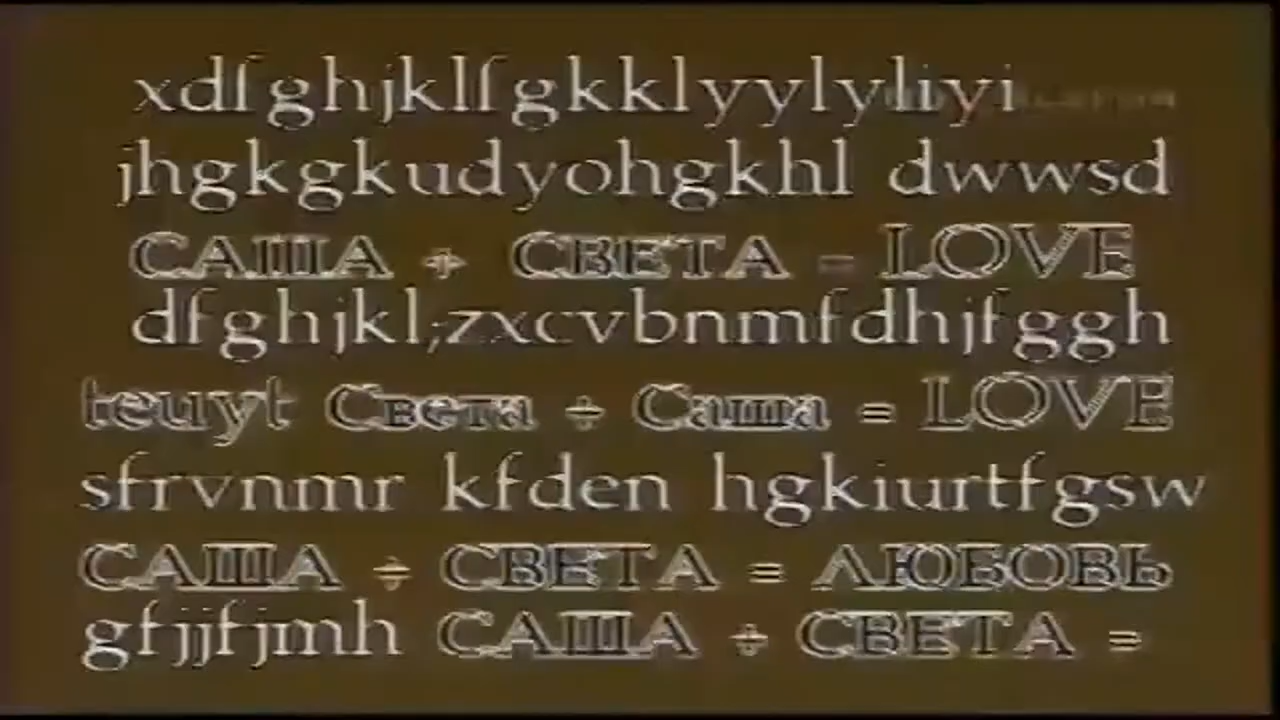 xdfghjklfgkklyylyliyi
jhgkgkudyohgkhl dwwsd
САША + СВЕТА = LOVE
dfghjkl;zxcvbnmfdhjfggh
teuyt Света + Саша = LOVE
sfrvnmr kfden hgkiurtfgsw
САША + СВЕТА = ЛЮБОВЬ
gfjjfjmh САША + СВЕТА =